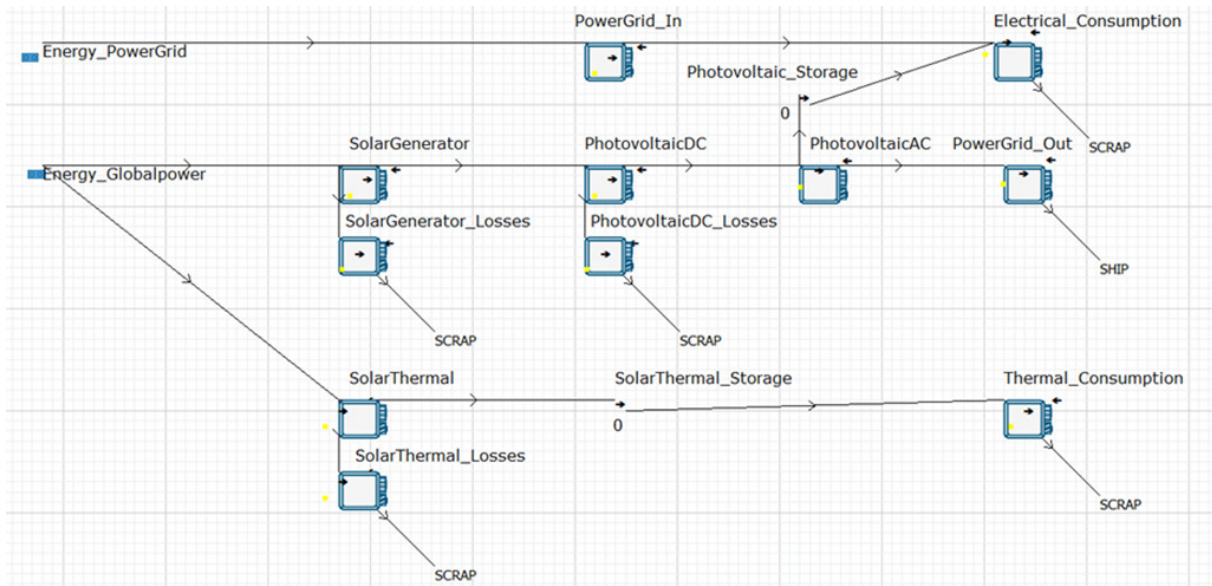 PowerGrid_In
Electrical_Consumption
Energy_PowerGrid
Photovoltaic_Storage
0
SolarGenerator
PhotovoltaicDC
PhotovoltaicAC
PowerGrid_Out
SCRAP
Energy_Globalpower
SolarGenerator_Losses
PhotovoltaicDC_Losses
SHIP
SCRAP
SCRAP
SolarThermal
SolarThermal_Storage
Thermal_Consumption
0
SolarThermal_Losses
SCRAP
SCRAP